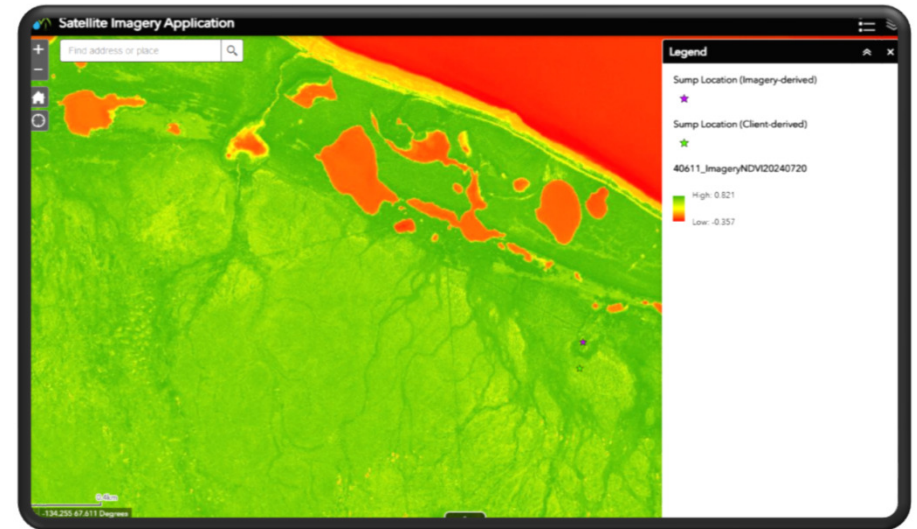 Satellite Imagery Application
+
Find address or place
−
Legend
Sump Location (Imagery-derived)
Sump Location (Client-derived)
40611_ImageryNDVI20240720
High: 0.821
Low: -0.357
-134.255 67.611 Degrees